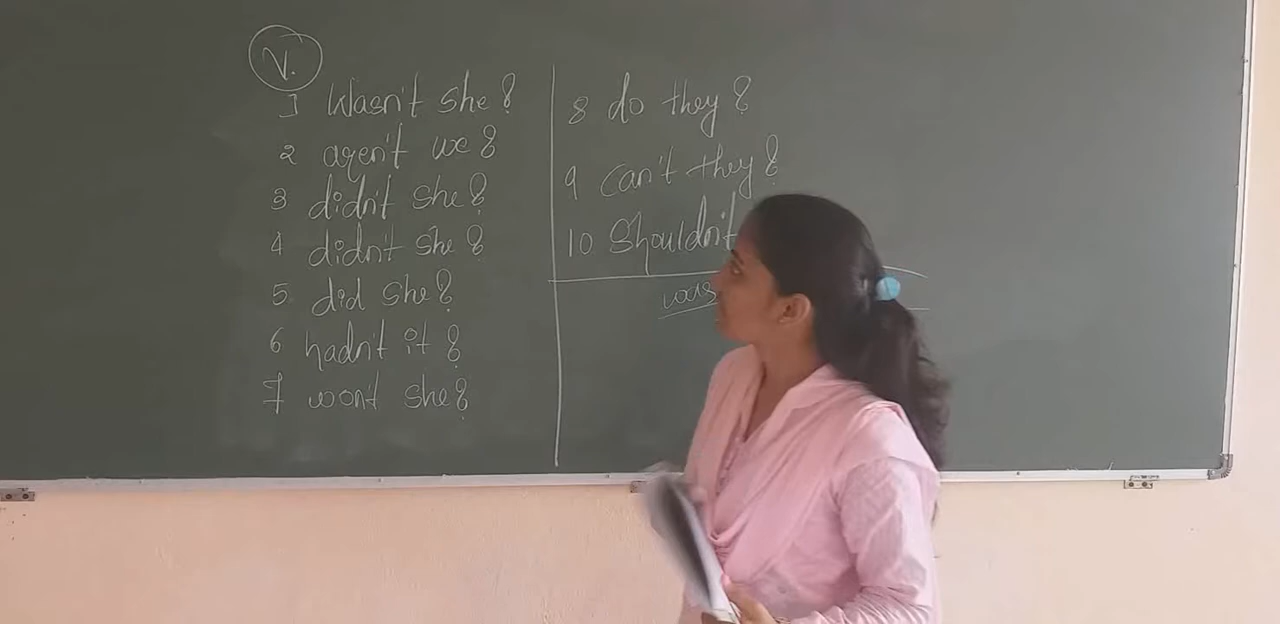 V.
1 Wasn't she?
2 aren't we?
3 didn't she?
4 didn't she?
5 did she?
6 hadn't it?
7 won't she?
8 do they?
9 can't they?
10 Shouldn't
was